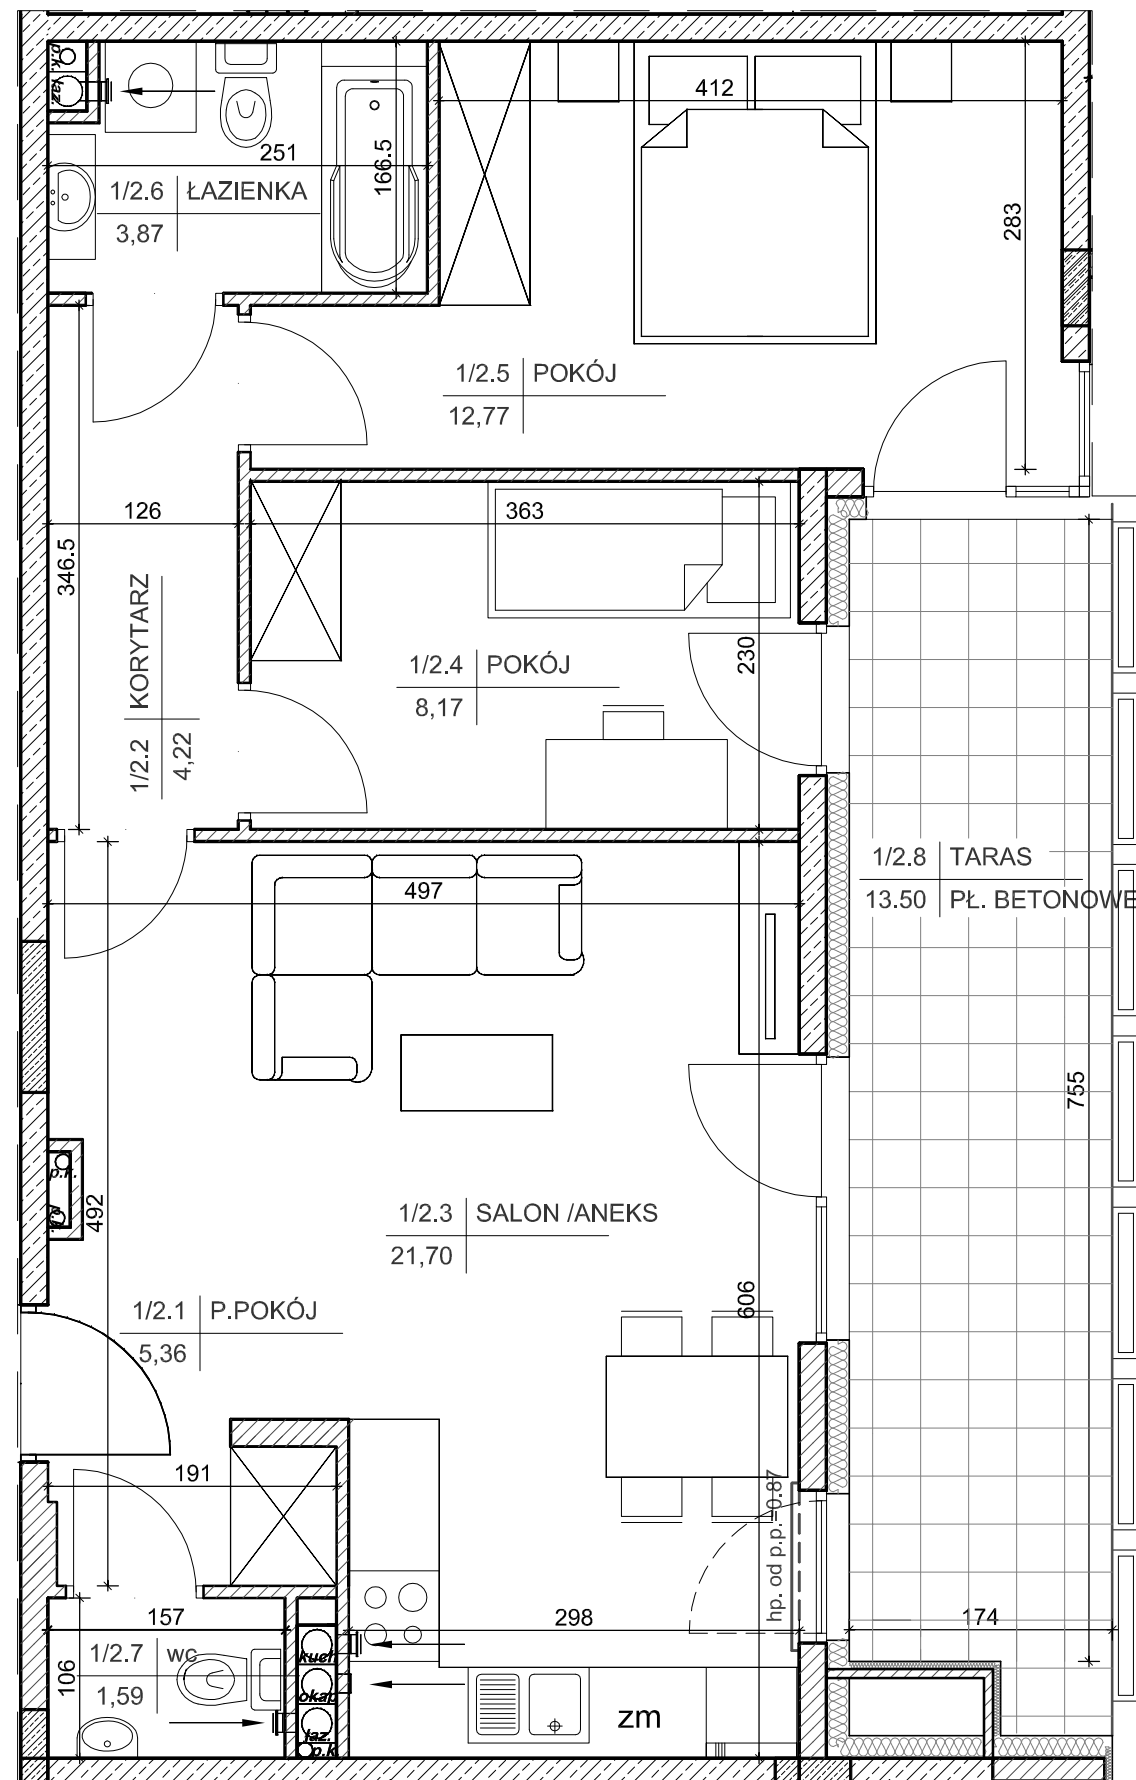 p.k.
łaz.
412
251
166.5
1/2.6 ŁAZIENKA
3,87
283
1/2.5 POKÓJ
12,77
126
363
346.5
1/2.2 KORYTARZ
4,22
1/2.4 POKÓJ
8,17
230
1/2.8 TARAS
13.50 PŁ. BETONOWE
497
755
p.k.
492
1/2.3 SALON /ANEKS
21,70
606
1/2.1 P.POKÓJ
5,36
191
hp. od p.p.=0.87
157
298
174
106
1/2.7 wc
1,59
kuch
okap
łaz.
p.k.
zm